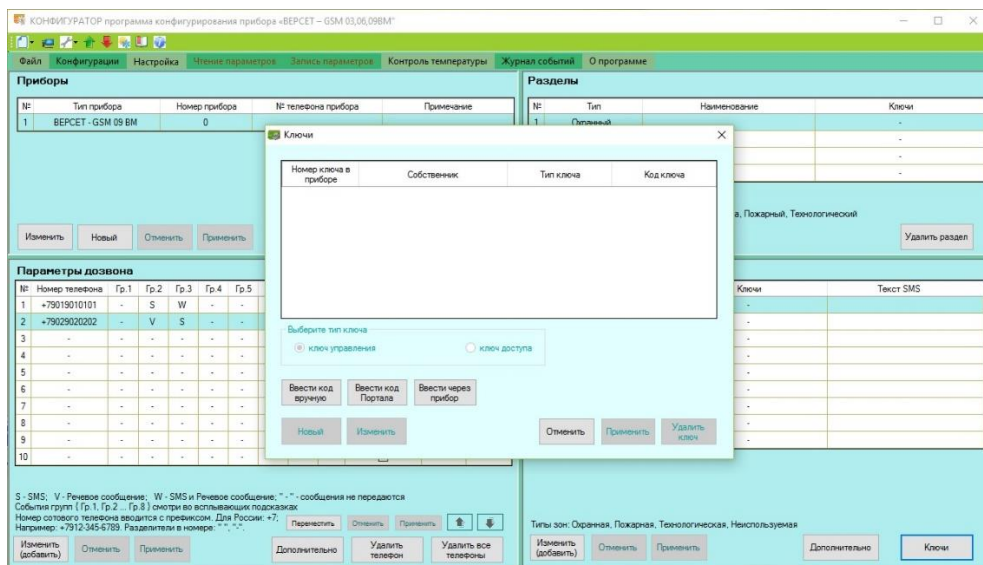 КОНФИГУРАТОР программа конфигурирования прибора «ВЕРСЕТ – GSM 03,06,09ВМ"
Файл Конфигурации Настройка Чтение параметров Запись параметров Контроль температуры Журнал событий О программе
Приборы
№ Тип прибора Номер прибора № телефона прибора Примечание
1 ВЕРСЕТ - GSM 09 ВМ 0
Изменить Новый Отменить Применить
Разделы
№ Тип Наименование Ключи
1 Охранный -
-
-
-
а, Пожарный, Технологический
Удалить раздел
Ключи
Номер ключа в приборе Собственник Тип ключа Код ключа
Выберите тип ключа
ключ управления ключ доступа
Ввести код вручную Ввести код Портала Ввести через прибор
Новый Изменить Отменить Применить Удалить ключ
Параметры дозвона
№ Номер телефона Гр.1 Гр.2 Гр.3 Гр.4 Гр.5
1 +79019010101 - S W - -
2 +79029020202 - V S - -
3 - - - - - -
4 - - - - - -
5 - - - - - -
6 - - - - - -
7 - - - - - -
8 - - - - - -
9 - - - - - -
10 - - - - - -
S - SMS; V - Речевое сообщение; W - SMS и Речевое сообщение; " - " - сообщения не передаются
События групп ( Гр.1, Гр.2 ... Гр.8 ) смотри во всплывающих подсказках
Номер сотового телефона вводится с префиксом. Для России: +7;
Например: +7912-345-6789. Разделители в номере: " ", "-".
Переместить Отменить Применить
Изменить (добавить) Отменить Применить Дополнительно Удалить телефон Удалить все телефоны
Ключи Текст SMS
-
-
-
-
-
-
-
-
Типы зон: Охранная, Пожарная, Технологическая, Неиспользуемая
Изменить (добавить) Отменить Применить Дополнительно Ключи